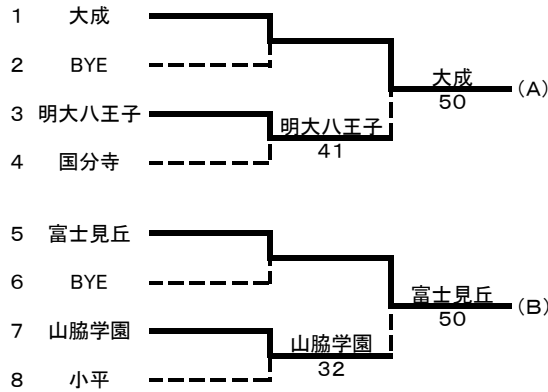 1 大成
2 BYE
大成
50
(A)
3 明大八王子
明大八王子
41
4 国分寺
5 富士見丘
6 BYE
富士見丘
50
(B)
7 山脇学園
山脇学園
32
8 小平